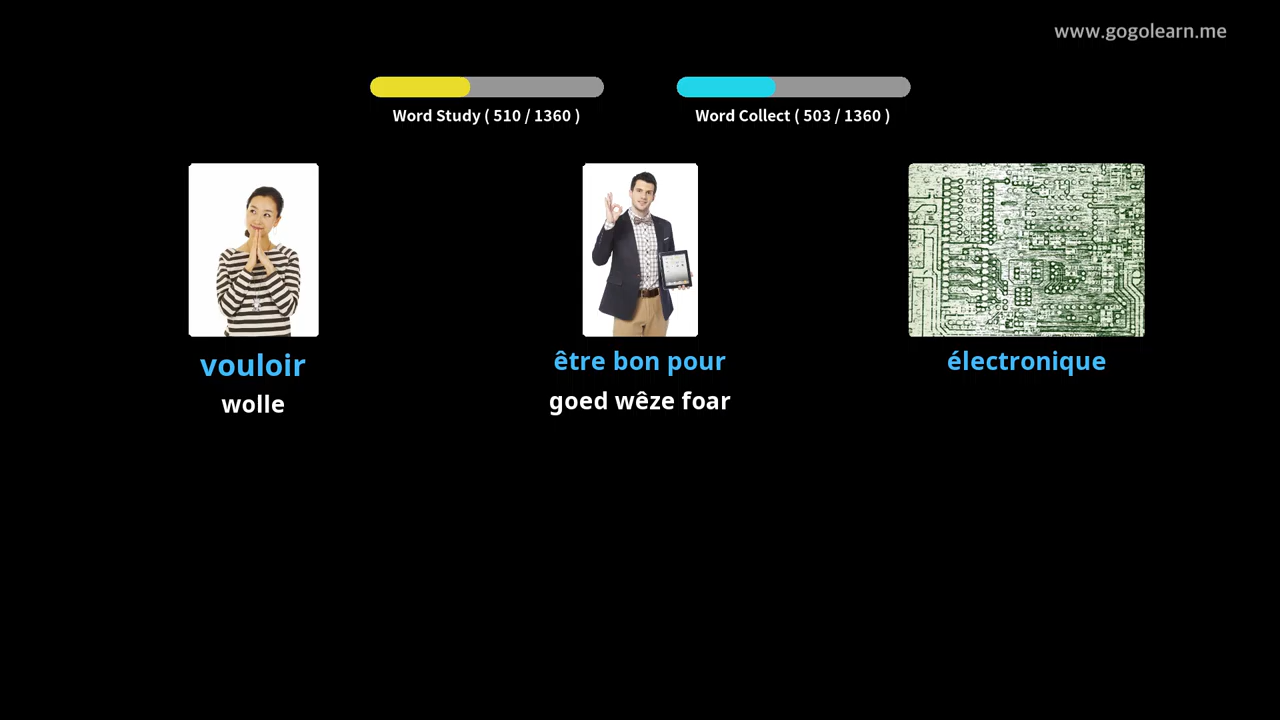 www.gogolearn.me
Word Study ( 510 / 1360 )
Word Collect ( 503 / 1360 )
vouloir
wolle
être bon pour
goed wêze foar
électronique